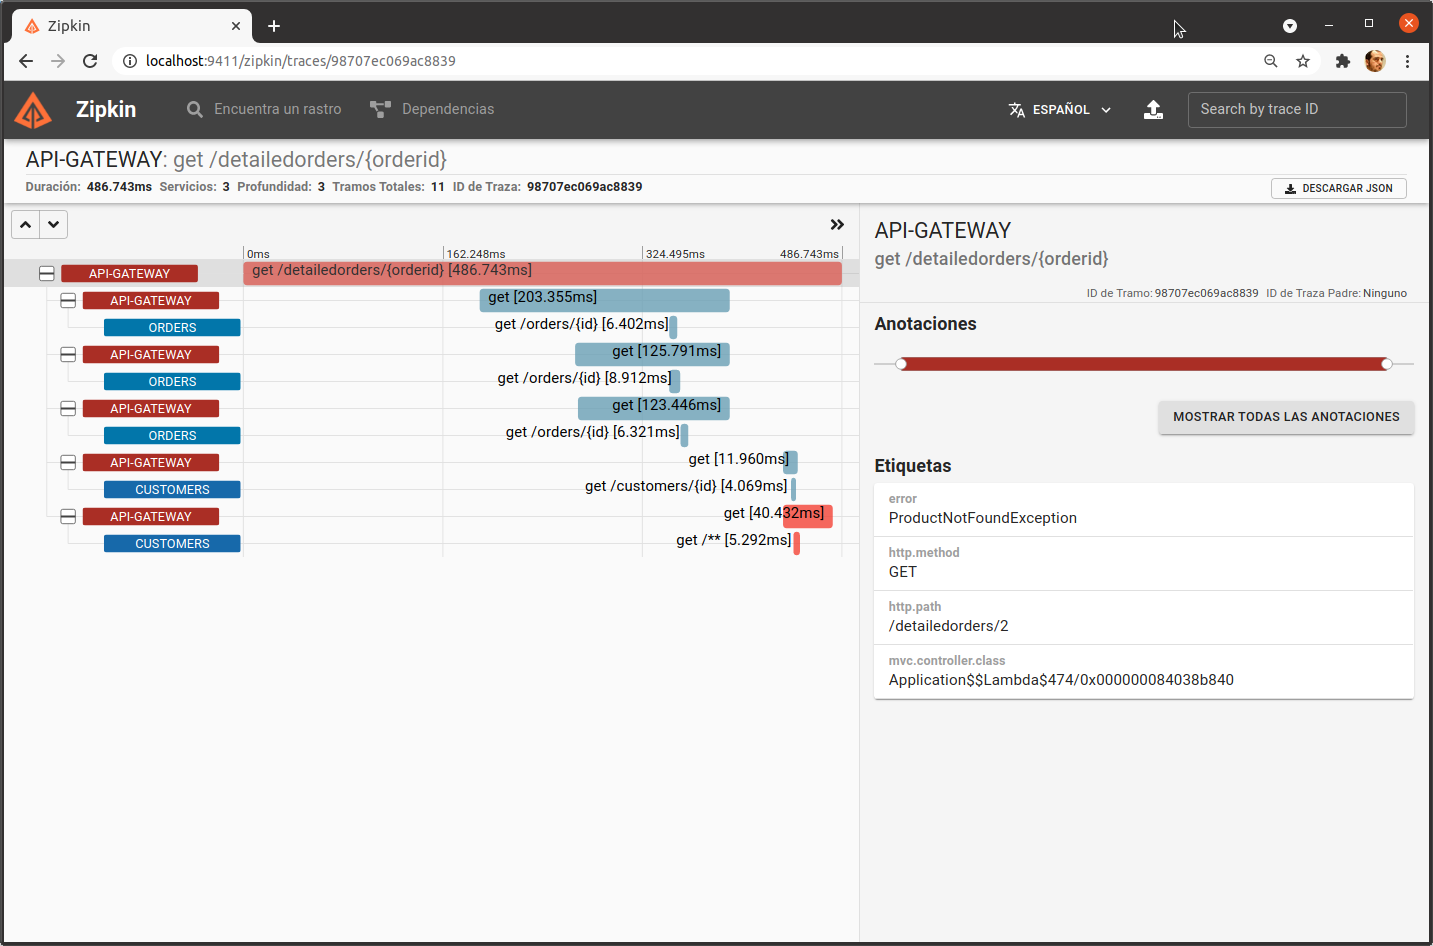 Zipkin
localhost:9411/zipkin/traces/98707ec069ac8839
Zipkin Encuentra un rastro Dependencias ESPAÑOL Search by trace ID
API-GATEWAY: get /detailedorders/{orderid}
Duración: 486.743ms Servicios: 3 Profundidad: 3 Tramos Totales: 11 ID de Traza: 98707ec069ac8839 DESCARGAR JSON
0ms 162.248ms 324.495ms 486.743ms
API-GATEWAY get /detailedorders/{orderid} [486.743ms]
API-GATEWAY get [203.355ms]
ORDERS get /orders/{id} [6.402ms]
API-GATEWAY get [125.791ms]
ORDERS get /orders/{id} [8.912ms]
API-GATEWAY get [123.446ms]
ORDERS get /orders/{id} [6.321ms]
API-GATEWAY get [11.960ms]
CUSTOMERS get /customers/{id} [4.069ms]
API-GATEWAY get [40.432ms]
CUSTOMERS get /** [5.292ms]
API-GATEWAY
get /detailedorders/{orderid}
ID de Tramo: 98707ec069ac8839 ID de Traza Padre: Ninguno
Anotaciones
MOSTRAR TODAS LAS ANOTACIONES
Etiquetas
error
ProductNotFoundException
http.method
GET
http.path
/detailedorders/2
mvc.controller.class
Application$$Lambda$474/0x000000084038b840